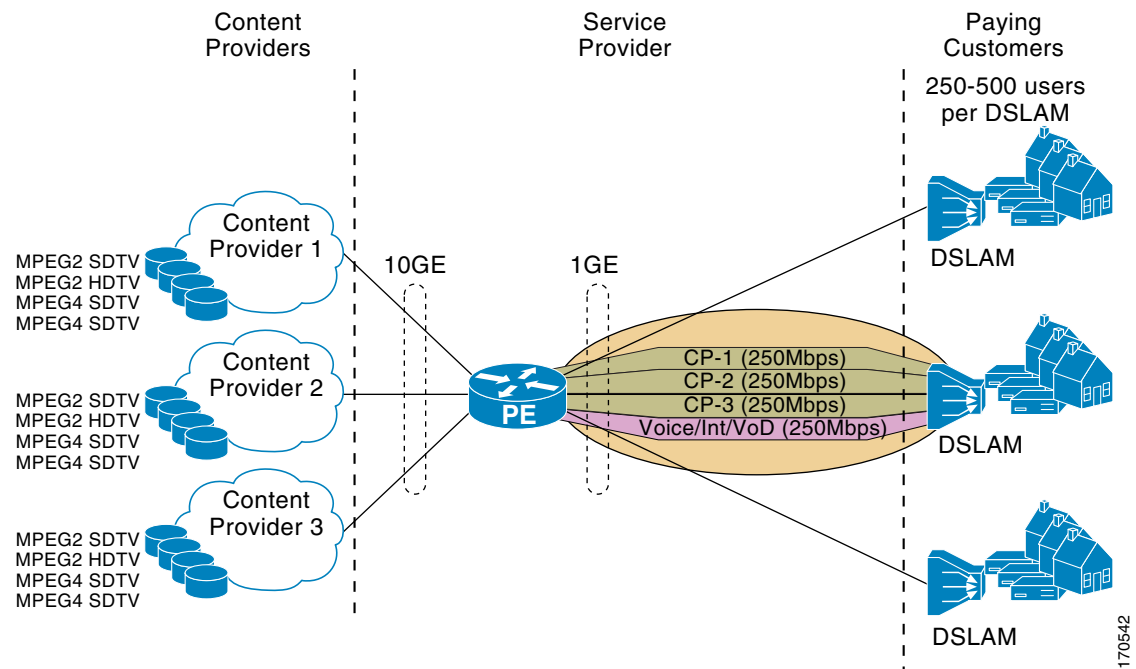 Content
Providers
Service
Provider
Paying
Customers
250-500 users
per DSLAM
Content
Provider 1
MPEG2 SDTV
MPEG2 HDTV
MPEG4 SDTV
MPEG4 SDTV
10GE
1GE
DSLAM
Content
Provider 2
MPEG2 SDTV
MPEG2 HDTV
MPEG4 SDTV
MPEG4 SDTV
PE
CP-1 (250Mbps)
CP-2 (250Mbps)
CP-3 (250Mbps)
Voice/Int/VoD (250Mbps)
DSLAM
Content
Provider 3
MPEG2 SDTV
MPEG2 HDTV
MPEG4 SDTV
MPEG4 SDTV
DSLAM
170542